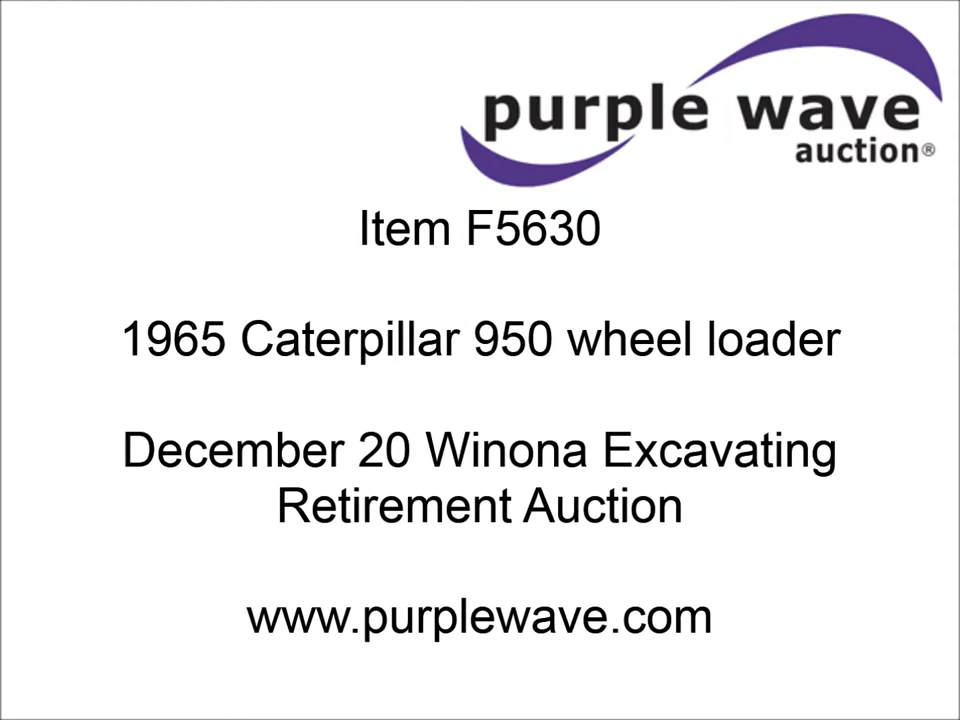 purple wave
auction®
Item F5630
1965 Caterpillar 950 wheel loader
December 20 Winona Excavating
Retirement Auction
www.purplewave.com